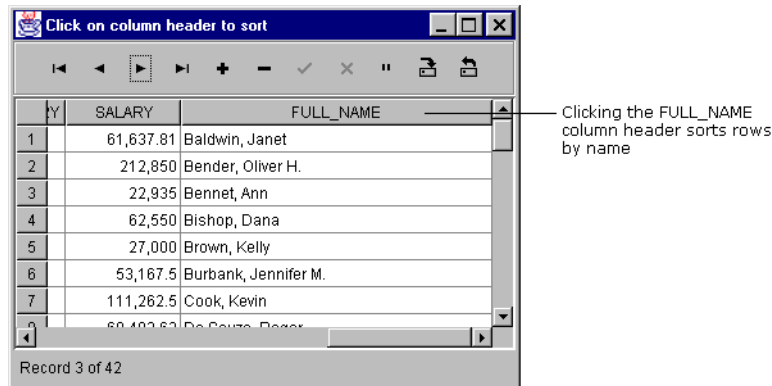 Click on column header to sort
Y SALARY FULL_NAME
1 61,637.81 Baldwin, Janet
2 212,850 Bender, Oliver H.
3 22,935 Bennet, Ann
4 62,550 Bishop, Dana
5 27,000 Brown, Kelly
6 53,167.5 Burbank, Jennifer M.
7 111,262.5 Cook, Kevin
Record 3 of 42
Clicking the FULL_NAME
column header sorts rows
by name